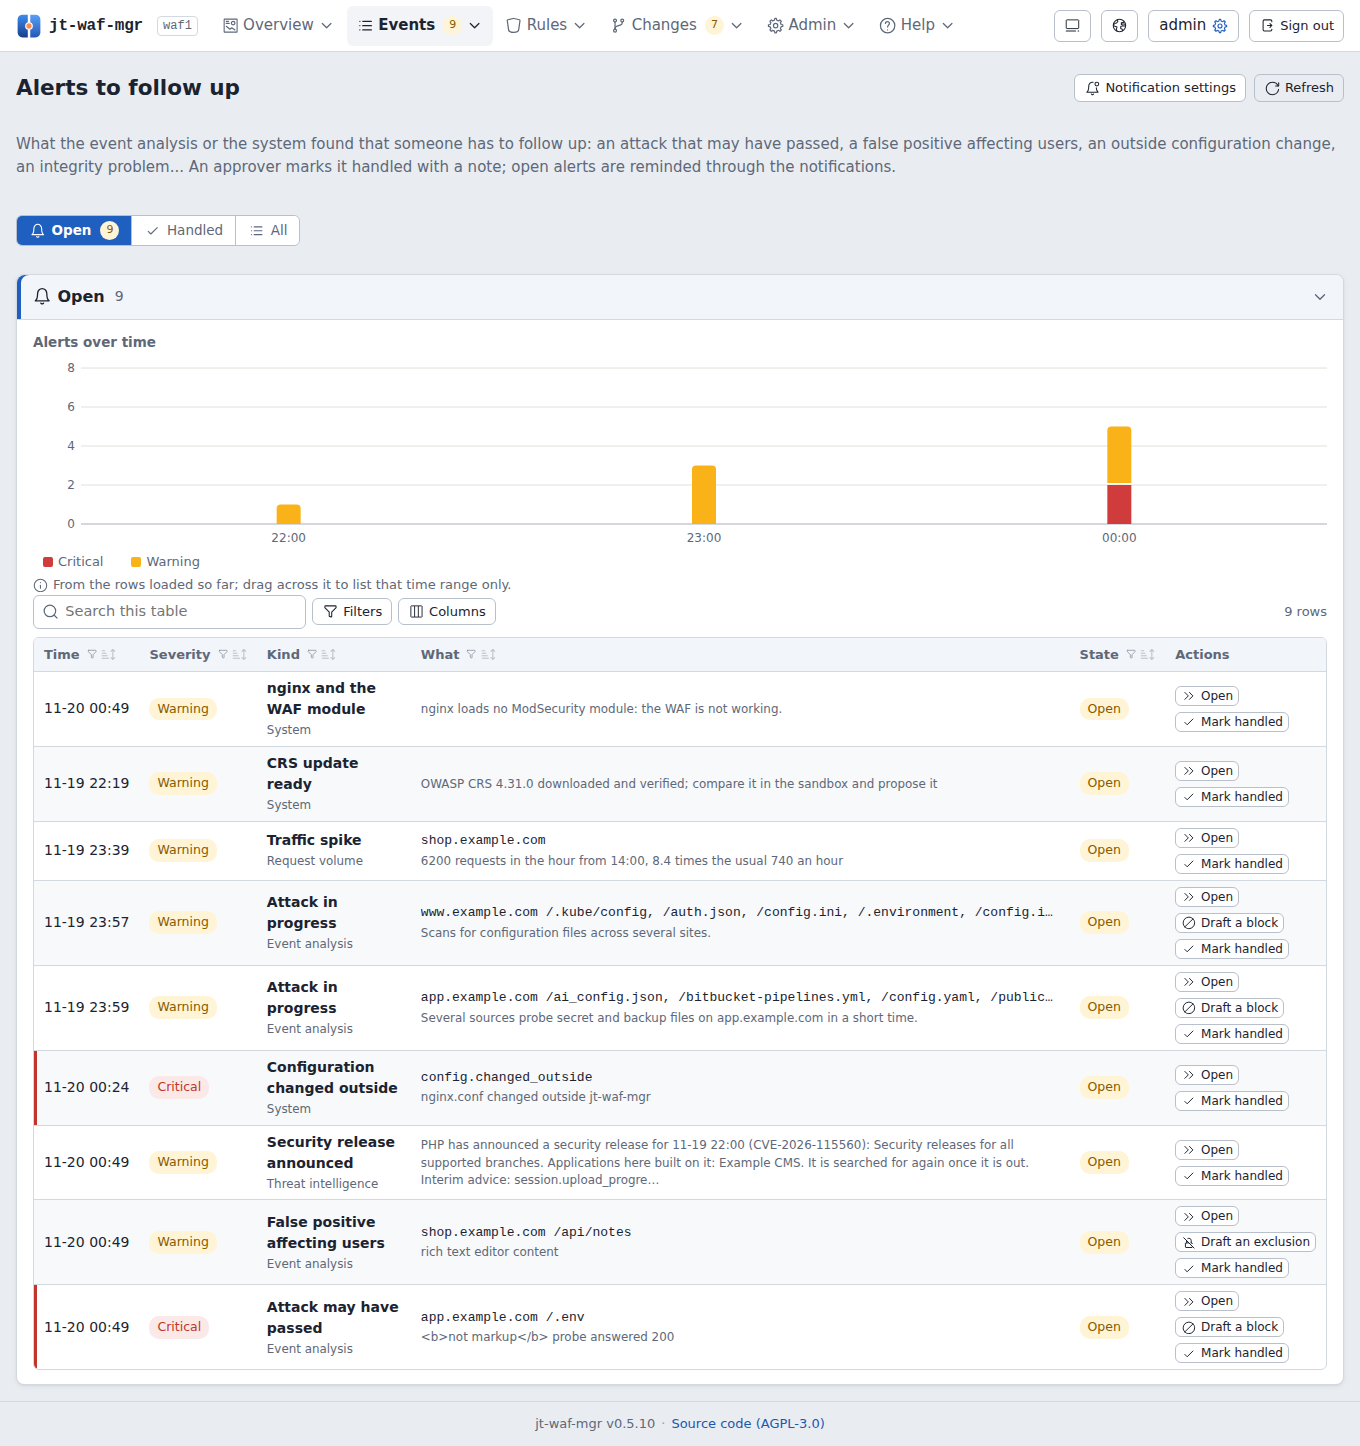 jt-waf-mgr waf1 Overview Events 9 Rules Changes 7 Admin Help admin Sign out
Alerts to follow up
Notification settings Refresh
What the event analysis or the system found that someone has to follow up: an attack that may have passed, a false positive affecting users, an outside configuration change,
an integrity problem... An approver marks it handled with a note; open alerts are reminded through the notifications.
Open 9 Handled All
Open 9
Alerts over time
8
6
4
2
0
22:00 23:00 00:00
Critical Warning
From the rows loaded so far; drag across it to list that time range only.
Search this table Filters Columns 9 rows
Time Severity Kind What State Actions
11-20 00:49 Warning nginx and the
WAF module
System
nginx loads no ModSecurity module: the WAF is not working.
Open
Open
Mark handled
11-19 22:19 Warning CRS update
ready
System
OWASP CRS 4.31.0 downloaded and verified; compare it in the sandbox and propose it
Open
Open
Mark handled
11-19 23:39 Warning Traffic spike
Request volume
shop.example.com
6200 requests in the hour from 14:00, 8.4 times the usual 740 an hour
Open
Open
Mark handled
11-19 23:57 Warning Attack in
progress
Event analysis
www.example.com /.kube/config, /auth.json, /config.ini, /.environment, /config.i…
Scans for configuration files across several sites.
Open
Open
Draft a block
Mark handled
11-19 23:59 Warning Attack in
progress
Event analysis
app.example.com /ai_config.json, /bitbucket-pipelines.yml, /config.yaml, /public…
Several sources probe secret and backup files on app.example.com in a short time.
Open
Open
Draft a block
Mark handled
11-20 00:24 Critical Configuration
changed outside
System
config.changed_outside
nginx.conf changed outside jt-waf-mgr
Open
Open
Mark handled
11-20 00:49 Warning Security release
announced
Threat intelligence
PHP has announced a security release for 11-19 22:00 (CVE-2026-115560): Security releases for all
supported branches. Applications here built on it: Example CMS. It is searched for again once it is out.
Interim advice: session.upload_progre…
Open
Open
Mark handled
11-20 00:49 Warning False positive
affecting users
Event analysis
shop.example.com /api/notes
rich text editor content
Open
Open
Draft an exclusion
Mark handled
11-20 00:49 Critical Attack may have
passed
Event analysis
app.example.com /.env
<b>not markup</b> probe answered 200
Open
Open
Draft a block
Mark handled
jt-waf-mgr v0.5.10 · Source code (AGPL-3.0)